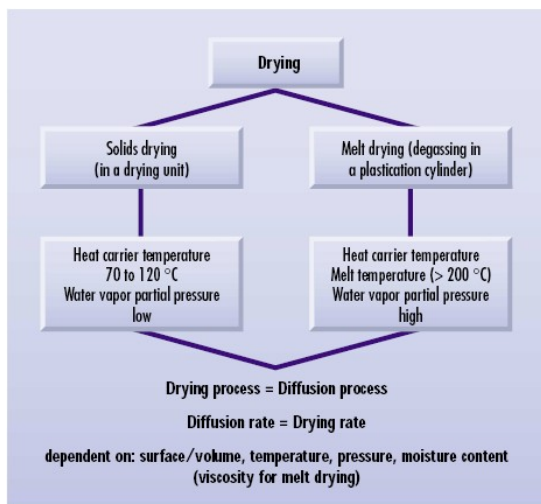 Drying
Solids drying
(in a drying unit)
Melt drying (degassing in
a plastication cylinder)
Heat carrier temperature
70 to 120 °C
Water vapor partial pressure
low
Heat carrier temperature
Melt temperature (> 200 °C)
Water vapor partial pressure
high
Drying process = Diffusion process
Diffusion rate = Drying rate
dependent on: surface/volume, temperature, pressure, moisture content
(viscosity for melt drying)